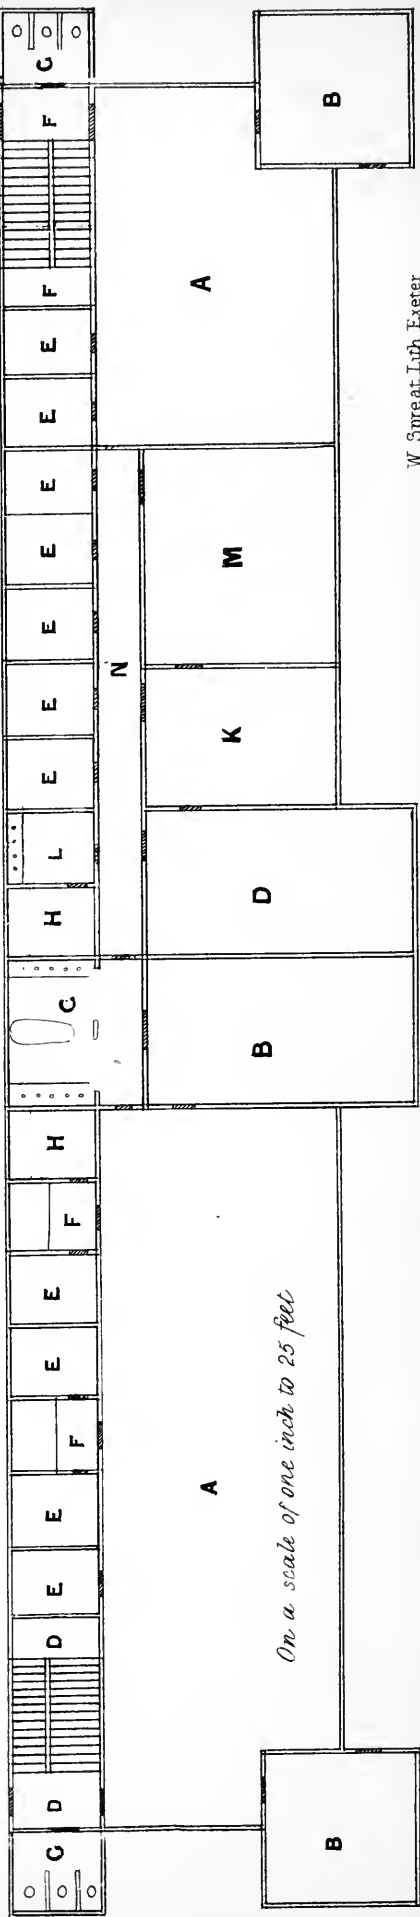 G D D E E F E E F H G H L E E E E E E E F F G
N
A A
K M
B D
On a scale of one inch to 25 feet
B B
W. Spreat Lith Exeter